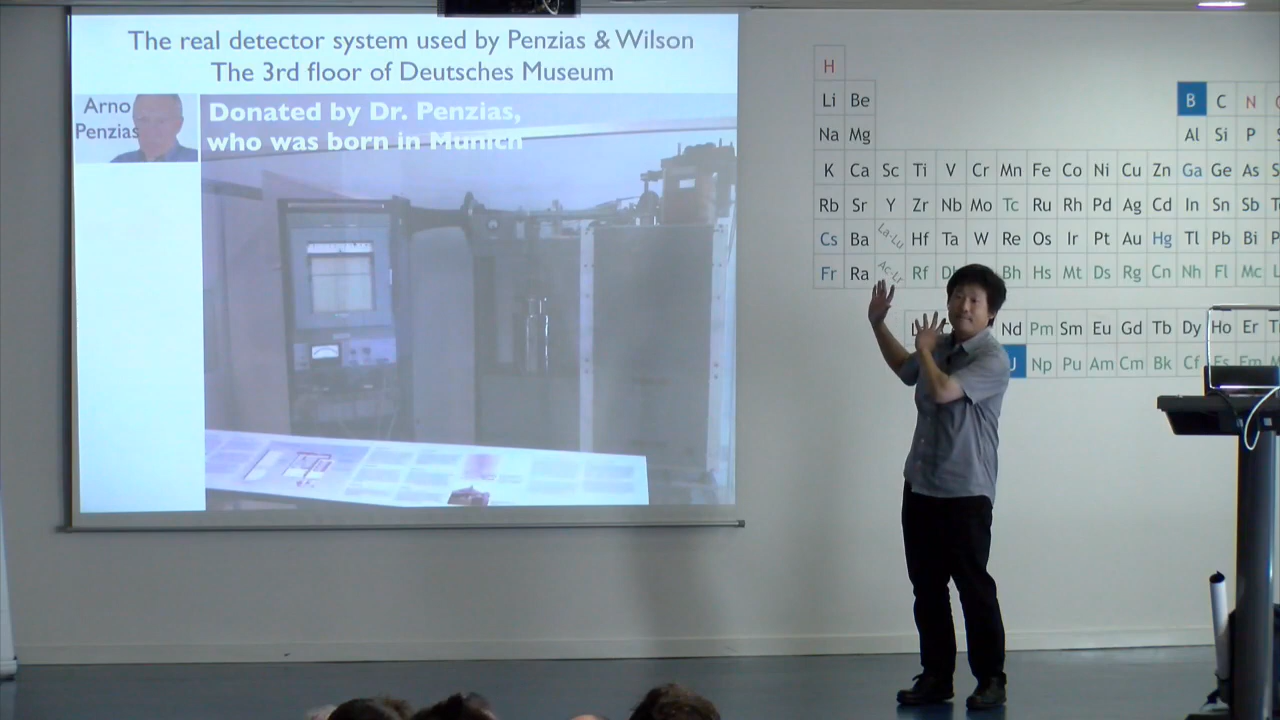 The real detector system used by Penzias & Wilson
The 3rd floor of Deutsches Museum
Arno
Penzias
Donated by Dr. Penzias,
who was born in Munich
H
Li Be B C N
Na Mg Al Si P
K Ca Sc Ti V Cr Mn Fe Co Ni Cu Zn Ga Ge As
Rb Sr Y Zr Nb Mo Tc Ru Rh Pd Ag Cd In Sn Sb
Cs Ba La-Lu Hf Ta W Re Os Ir Pt Au Hg Tl Pb Bi
Fr Ra Ac-Lr Rf Bh Hs Mt Ds Rg Cn Nh Fl Mc
Nd Pm Sm Eu Gd Tb Dy Ho Er
Np Pu Am Cm Bk Cf Es Fm